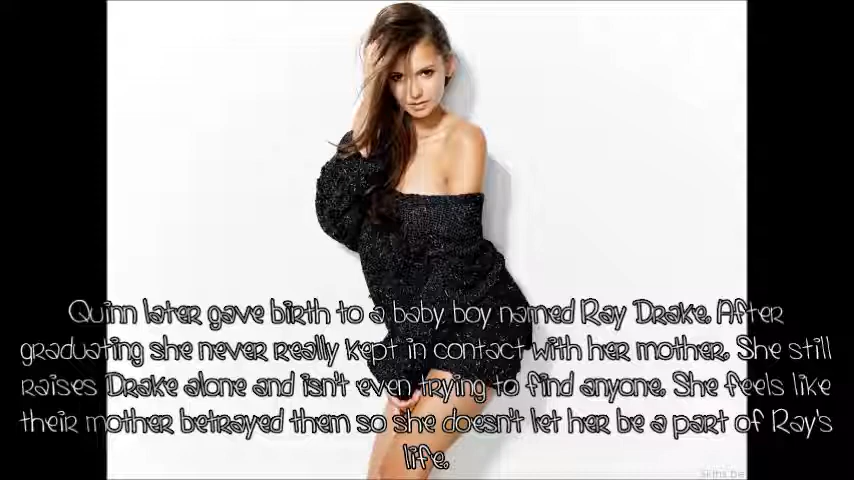 Quinn later gave birth to a baby boy named Ray Drake. After
graduating she never really kept in contact with her mother. She still
raises Drake alone and isn't even trying to find anyone. She feels like
their mother betrayed them so she doesn't let her be a part of Ray's
life.
Skins.be